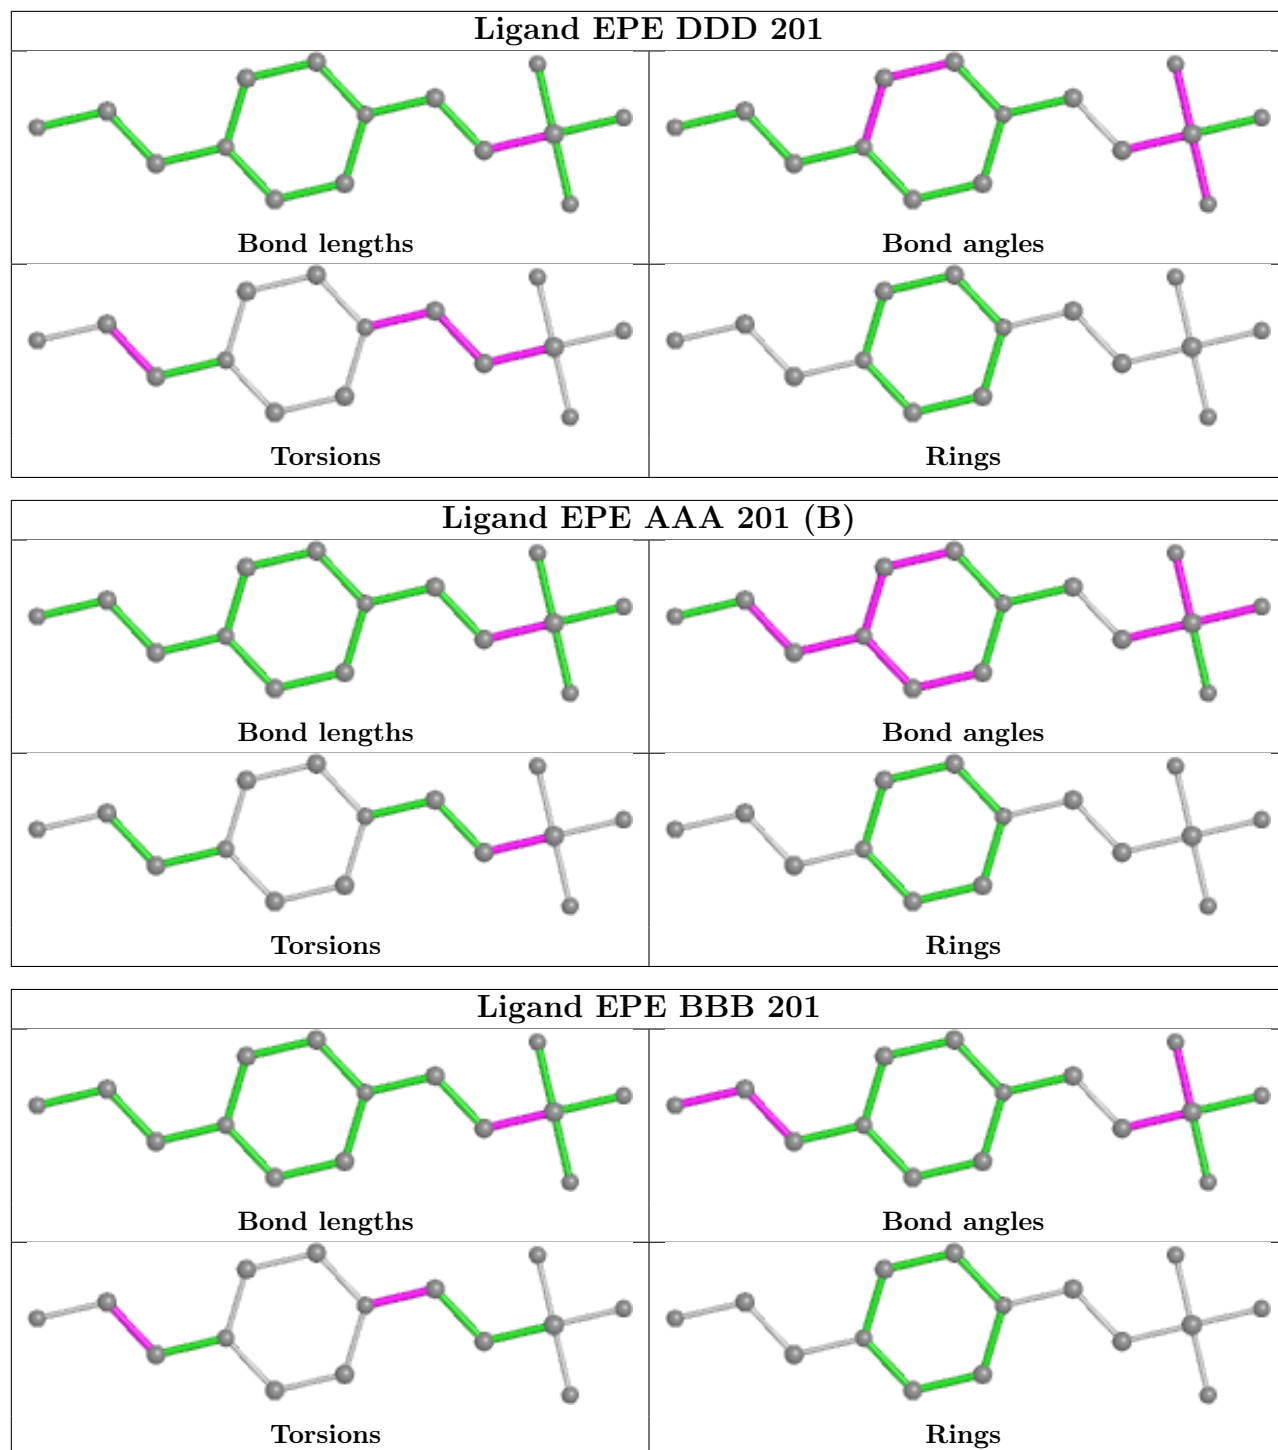 Ligand EPE DDD 201
Bond lengths
Bond angles
Torsions
Rings
Ligand EPE AAA 201 (B)
Bond lengths
Bond angles
Torsions
Rings
Ligand EPE BBB 201
Bond lengths
Bond angles
Torsions
Rings